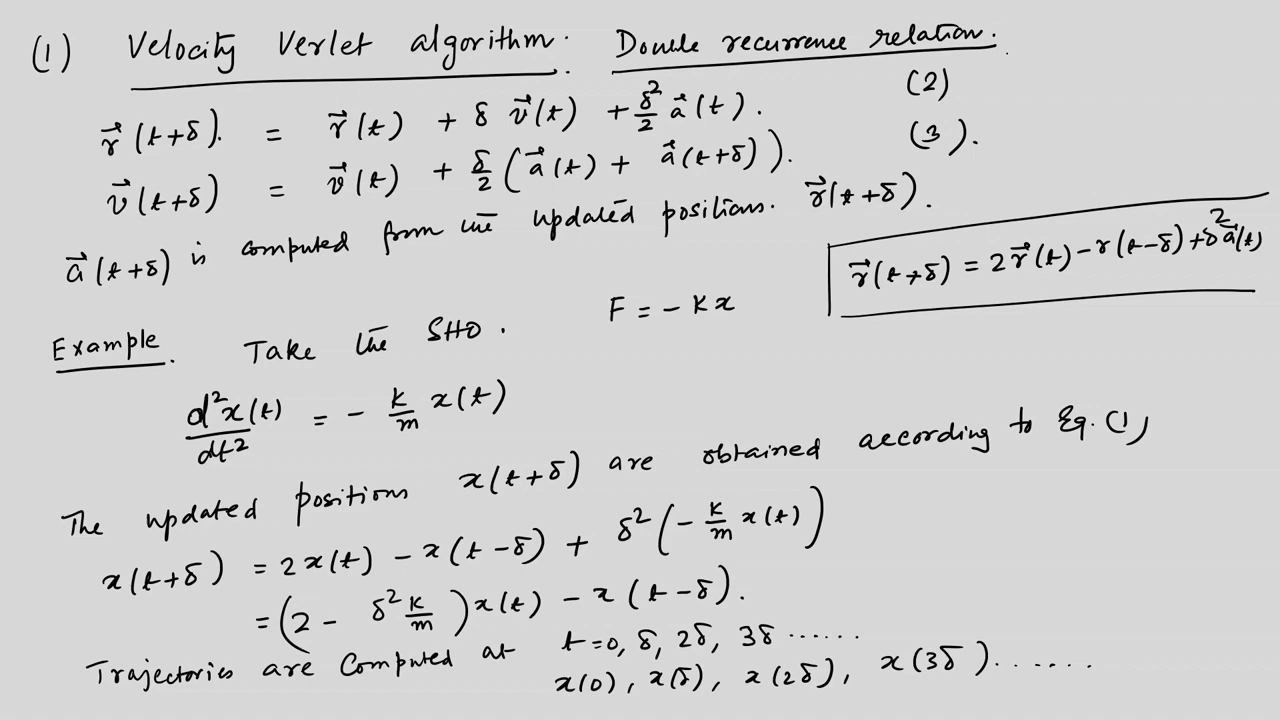 (1) Velocity Verlet algorithm. Double recurrence relation.
r⃗(t+δ). = r⃗(t) + δ v⃗(t) + δ²/2 a⃗(t). (2)
v⃗(t+δ) = v⃗(t) + δ/2 (a⃗(t) + a⃗(t+δ)). (3).
a⃗(t+δ) is computed from the updated positions. r⃗(t+δ).
r⃗(t+δ) = 2r⃗(t) - r(t-δ) + δ² a⃗(t)
Example. Take the SHO. F = - kx
d²x(t)/dt² = - k/m x(t)
The updated positions x(t+δ) are obtained according to Eq. (1)
x(t+δ) = 2x(t) - x(t-δ) + δ² (- k/m x(t))
= (2 - δ² k/m) x(t) - x(t-δ).
Trajectories are computed at t=0, δ, 2δ, 3δ ......
x(0), x(δ), x(2δ), x(3δ).......